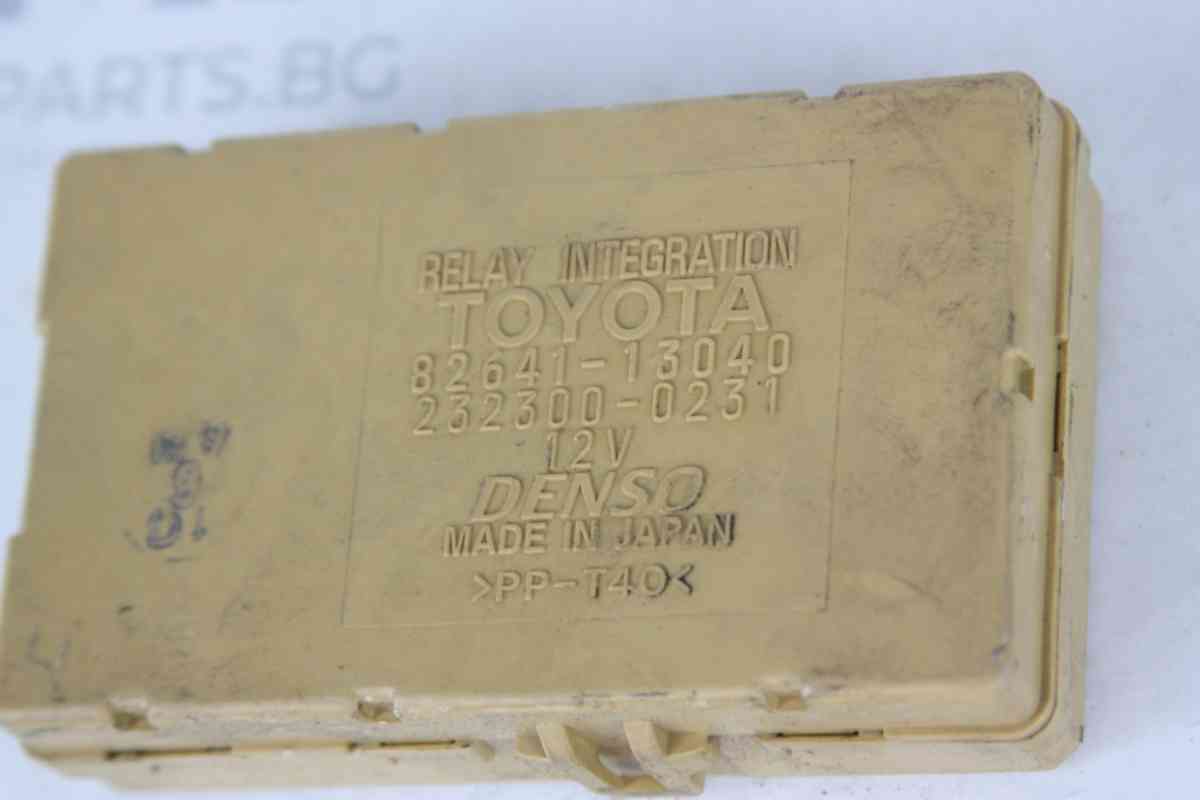 PARTS.BG
RELAY INTEGRATION
TOYOTA
82641-13040
232300-0231
12V
DENSO
MADE IN JAPAN
>PP-T40<